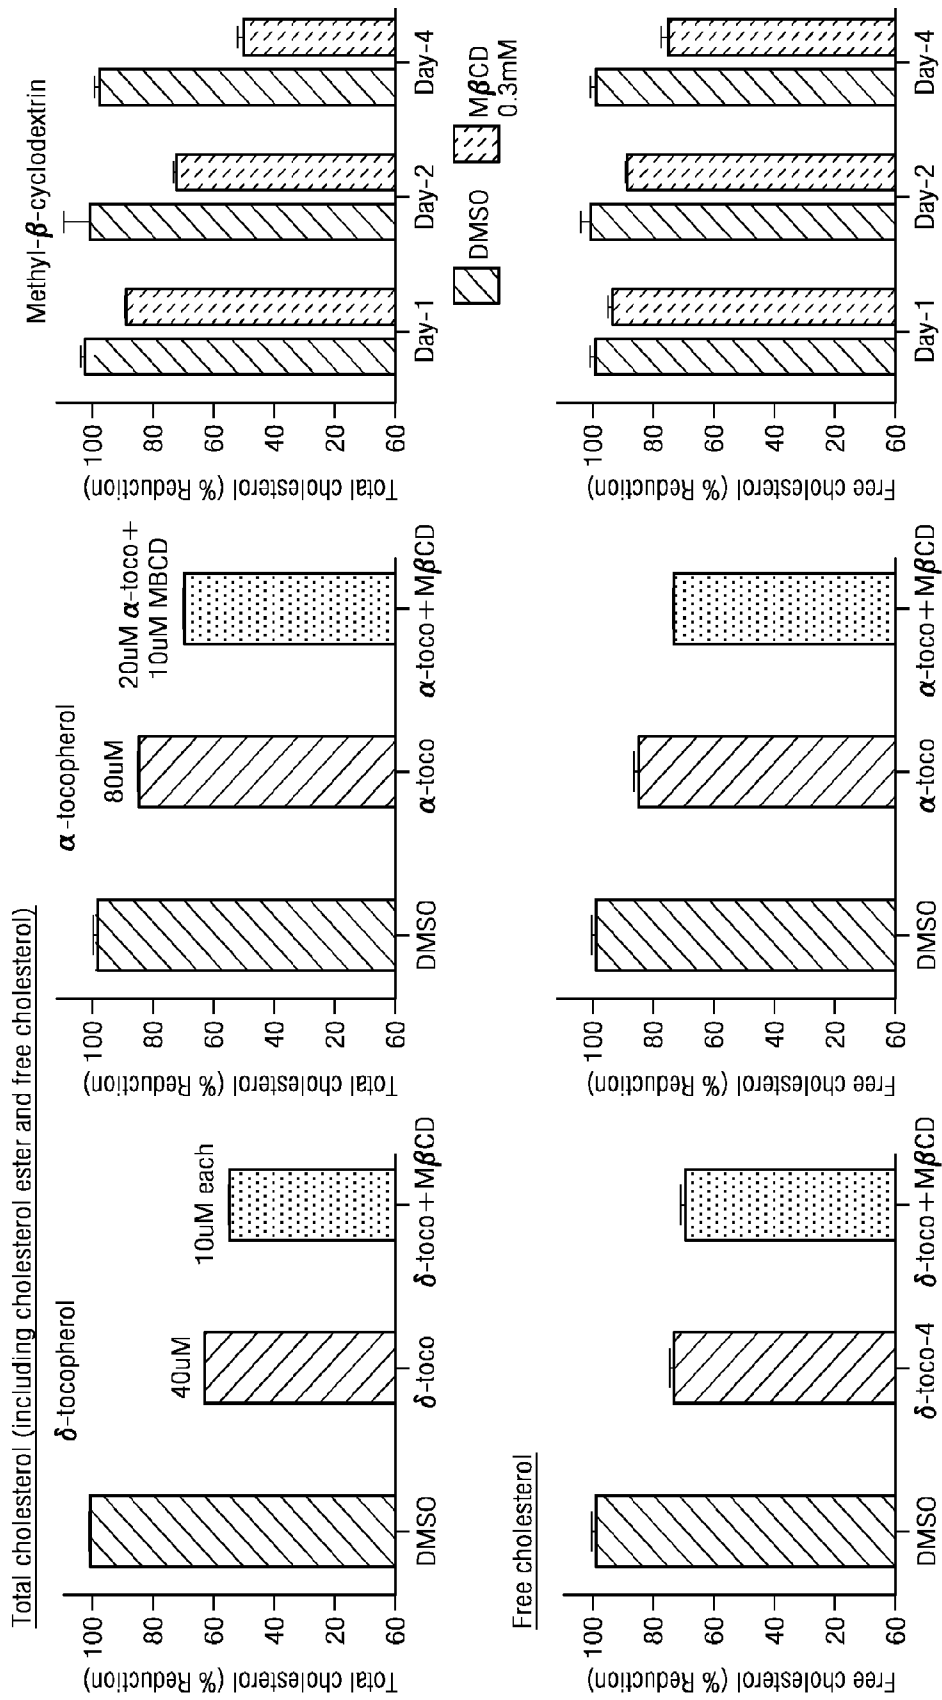 Total cholesterol (including cholesterol ester and free cholesterol)
δ-tocopherol
Total cholesterol (% Reduction)
100
80
60
40
20
60
40uM
10uM each
DMSO
δ-toco
δ-toco+MβCD
α-tocopherol
Total cholesterol (% Reduction)
100
80
60
40
20
60
80uM
20uM α-toco+
10uM MBCD
DMSO
α-toco
α-toco+MβCD
Methyl-β-cyclodextrin
Total cholesterol (% Reduction)
100
80
60
40
20
60
Day-1
Day-2
Day-4
DMSO
MβCD
0.3mM
Free cholesterol
Free cholesterol (% Reduction)
100
80
60
40
20
60
DMSO
δ-toco-4
δ-toco+MβCD
Free cholesterol (% Reduction)
100
80
60
40
20
60
DMSO
α-toco
α-toco+MβCD
Free cholesterol (% Reduction)
100
80
60
40
20
60
Day-1
Day-2
Day-4